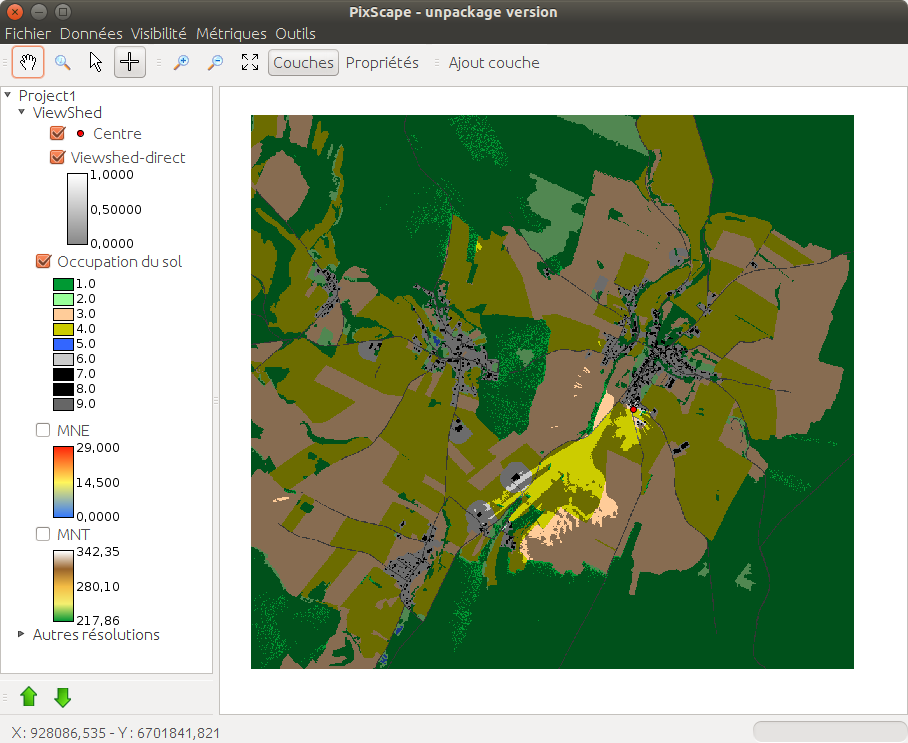 PixScape - unpackage version
Fichier Données Visibilité Métriques Outils
Couches Propriétés Ajout couche
Project1
ViewShed
Centre
Viewshed-direct
1,0000
0,50000
0,0000
Occupation du sol
1.0
2.0
3.0
4.0
5.0
6.0
7.0
8.0
9.0
MNE
29,000
14,500
0,0000
MNT
342,35
280,10
217,86
Autres résolutions
X: 928086,535 - Y: 6701841,821